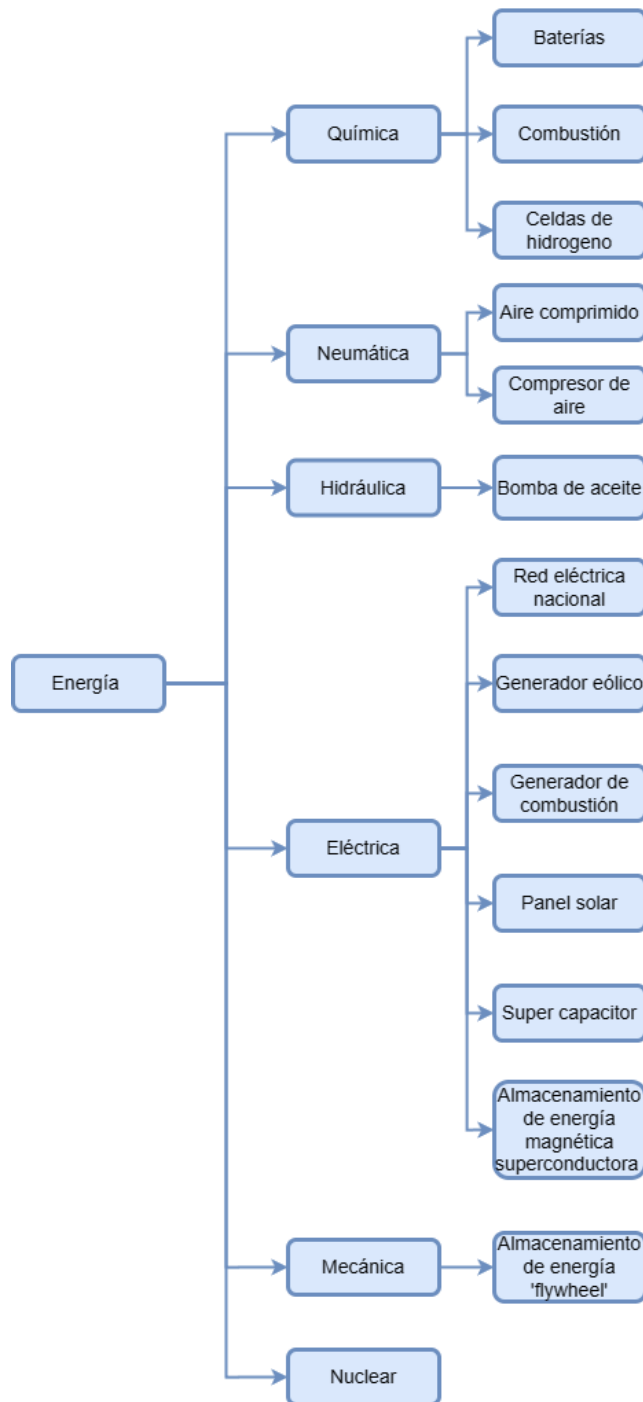 Baterías
Química
Combustión
Celdas de
hidrogeno
Aire comprimido
Neumática
Compresor de
aire
Hidráulica
Bomba de aceite
Red eléctrica
nacional
Energía
Generador eólico
Generador de
combustión
Eléctrica
Panel solar
Super capacitor
Almacenamiento
de energía
magnética
superconductora
Mecánica
Almacenamiento
de energía
'flywheel'
Nuclear